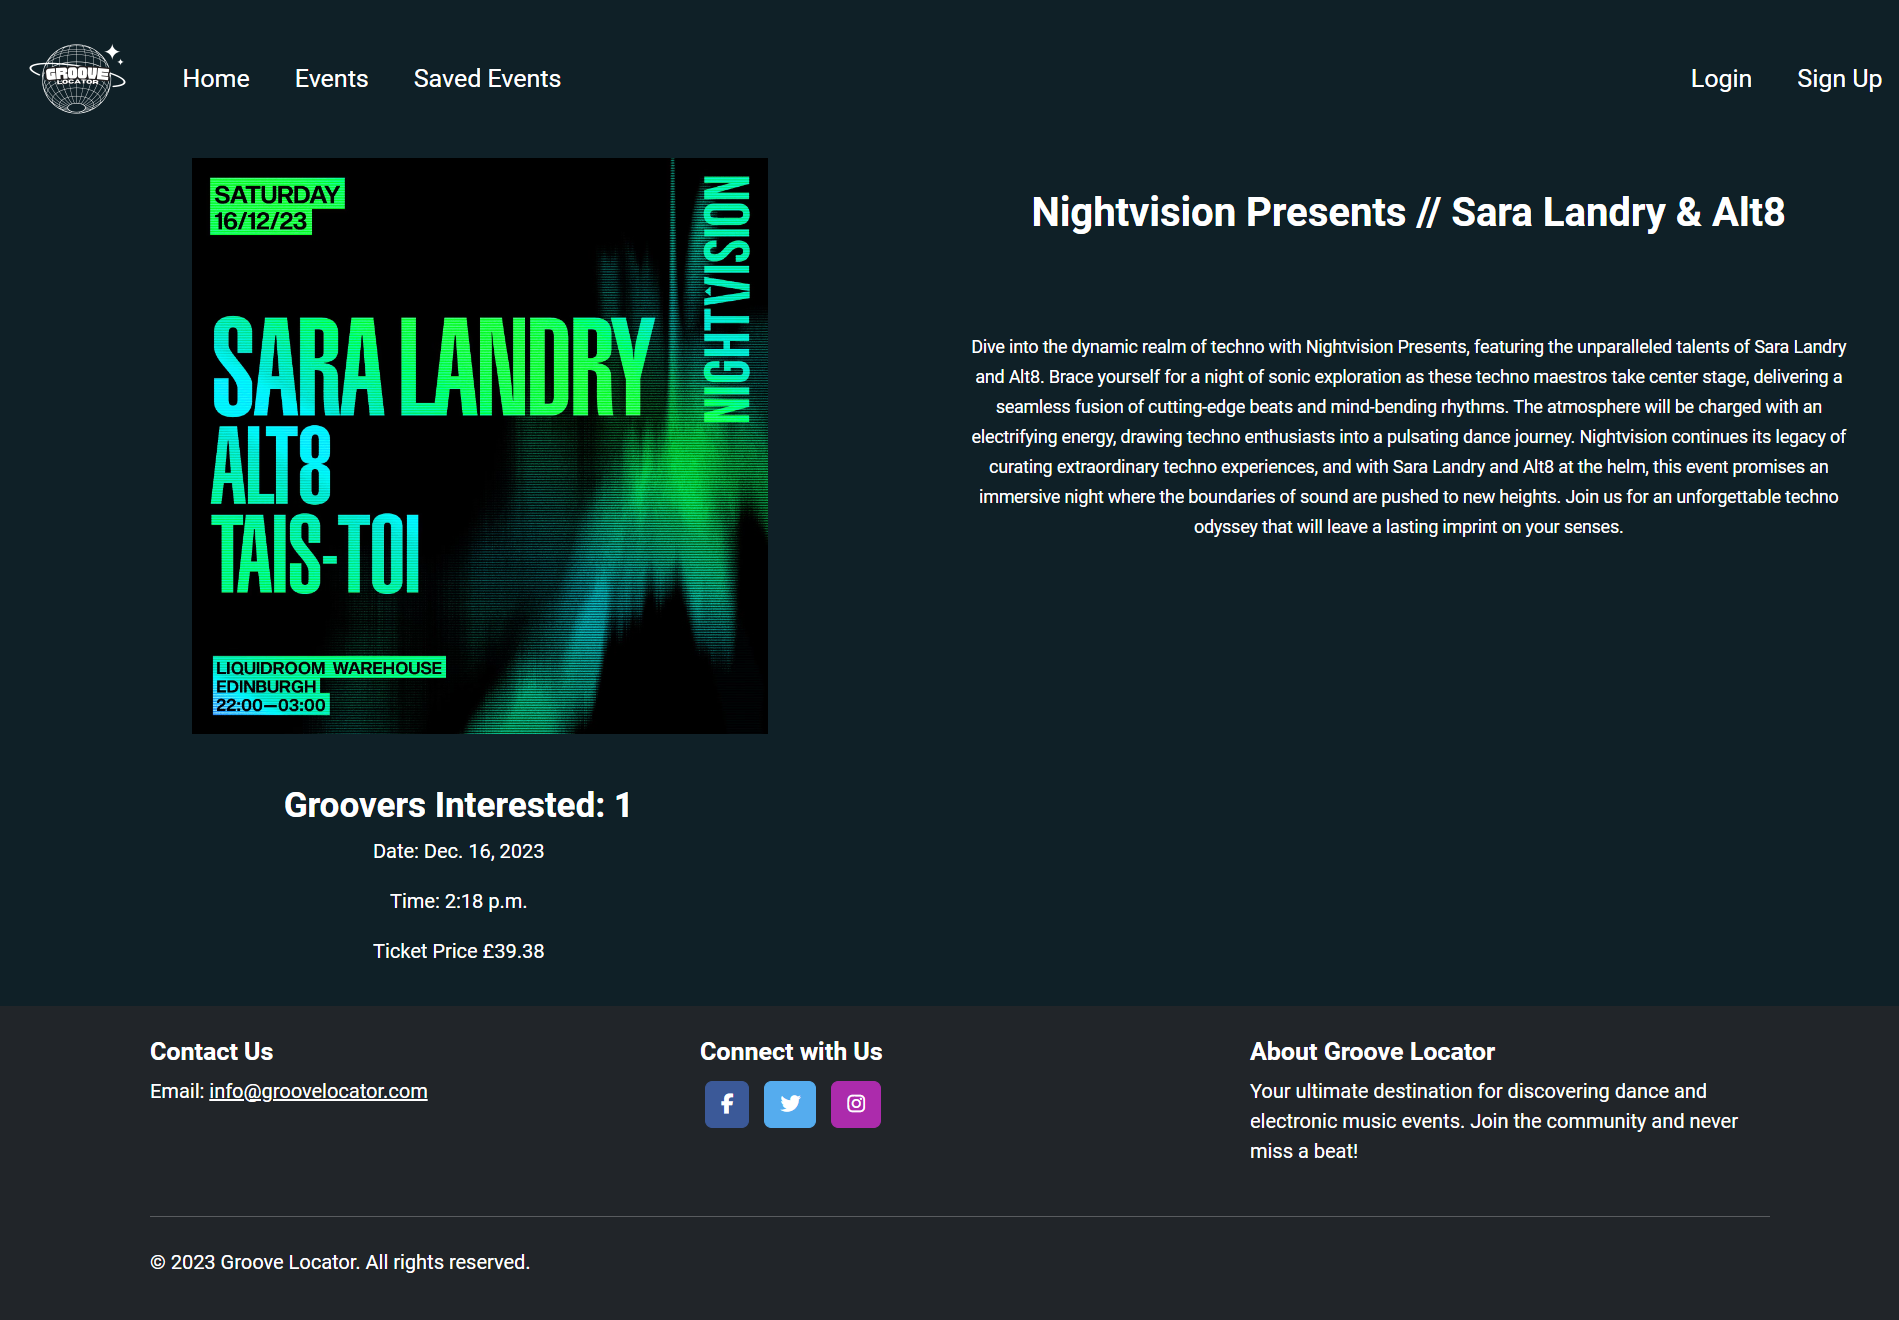 GROOVE
LOCATOR
Home
Events
Saved Events
Login
Sign Up
SATURDAY
16/12/23
NIGHTVISION
SARA LANDRY
ALT8
TAIS-TOI
LIQUIDROOM WAREHOUSE
EDINBURGH
22:00—03:00
Nightvision Presents // Sara Landry & Alt8
Dive into the dynamic realm of techno with Nightvision Presents, featuring the unparalleled talents of Sara Landry
and Alt8. Brace yourself for a night of sonic exploration as these techno maestros take center stage, delivering a
seamless fusion of cutting-edge beats and mind-bending rhythms. The atmosphere will be charged with an
electrifying energy, drawing techno enthusiasts into a pulsating dance journey. Nightvision continues its legacy of
curating extraordinary techno experiences, and with Sara Landry and Alt8 at the helm, this event promises an
immersive night where the boundaries of sound are pushed to new heights. Join us for an unforgettable techno
odyssey that will leave a lasting imprint on your senses.
Groovers Interested: 1
Date: Dec. 16, 2023
Time: 2:18 p.m.
Ticket Price £39.38
Contact Us
Email: info@groovelocator.com
Connect with Us
About Groove Locator
Your ultimate destination for discovering dance and
electronic music events. Join the community and never
miss a beat!
© 2023 Groove Locator. All rights reserved.